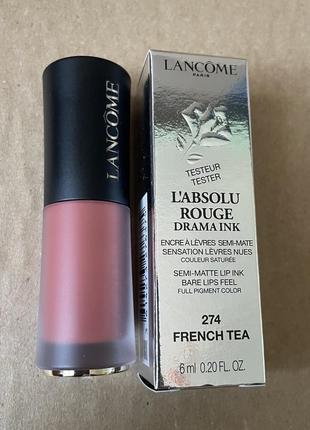 LANCÔME
LANCÔME
PARIS
TESTEUR
TESTER
L'ABSOLU
ROUGE
DRAMA INK
ENCRE À LÈVRES SEMI-MATE
SENSATION LÈVRES NUES
COULEUR SATURÉE
SEMI-MATTE LIP INK
BARE LIPS FEEL
FULL PIGMENT COLOR
274
FRENCH TEA
6 ml 0.20 FL. OZ.